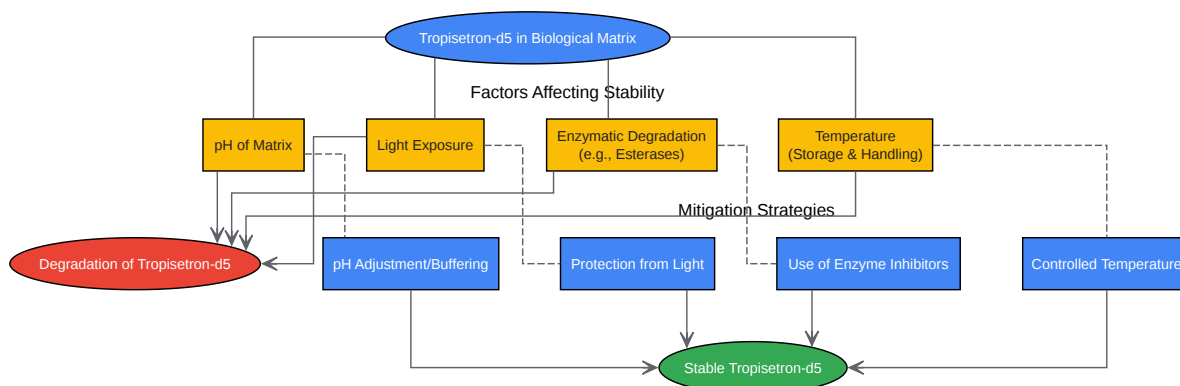 Tropisetron-d5 in Biological Matrix
Factors Affecting Stability
pH of Matrix
Light Exposure
Enzymatic Degradation
(e.g., Esterases)
Temperature
(Storage & Handling)
Mitigation Strategies
Degradation of Tropisetron-d5
pH Adjustment/Buffering
Protection from Light
Use of Enzyme Inhibitors
Controlled Temperature
Stable Tropisetron-d5